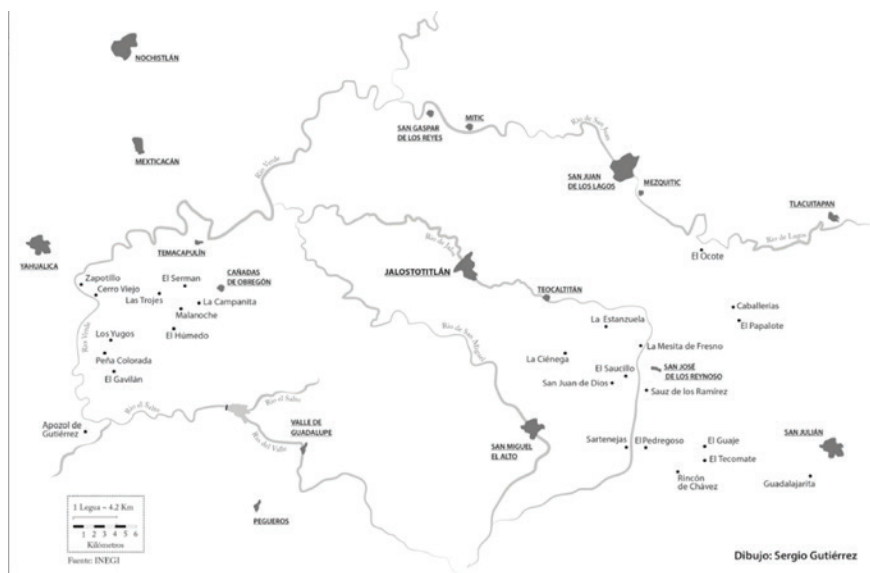 NOCHISTLÁN
MEXTICACÁN
YAHUALICA
TEMACAPULÍN
CAÑADAS
DE OBREGÓN
Zapotillo
Cerro Viejo
El Serman
Las Trojes
La Campanita
Malanoche
El Húmedo
Los Yugos
Peña Colorada
El Gavilán
Apozol de
Gutiérrez
Río Verde
Río Verde
Río el Salto
Río el Salto
Río del Valle
VALLE DE
GUADALUPE
PEGUEROS
SAN GASPAR
DE LOS REYES
MITIC
Río de San Juan
SAN JUAN
DE LOS LAGOS
MEZQUITIC
TLACUITAPAN
Río de Lagos
El Ocote
JALOSTOTITLÁN
TEOCALTITÁN
Río de San Miguel
SAN MIGUEL
EL ALTO
La Estanzuela
La Ciénega
La Mesita de Fresno
El Saucillo
San Juan de Dios
SAN JOSÉ
DE LOS REYNOSO
Sauz de los Ramírez
Caballerias
El Papalote
Sartenejas
El Pedregoso
El Guaje
El Tecomate
Rincón
de Chávez
SAN JULIÁN
Guadalajarita
1 Legua ~ 4.2 Km
1 2 3 4 5 6
Kilómetros
Fuente: INEGI
Dibujo: Sergio Gutiérrez